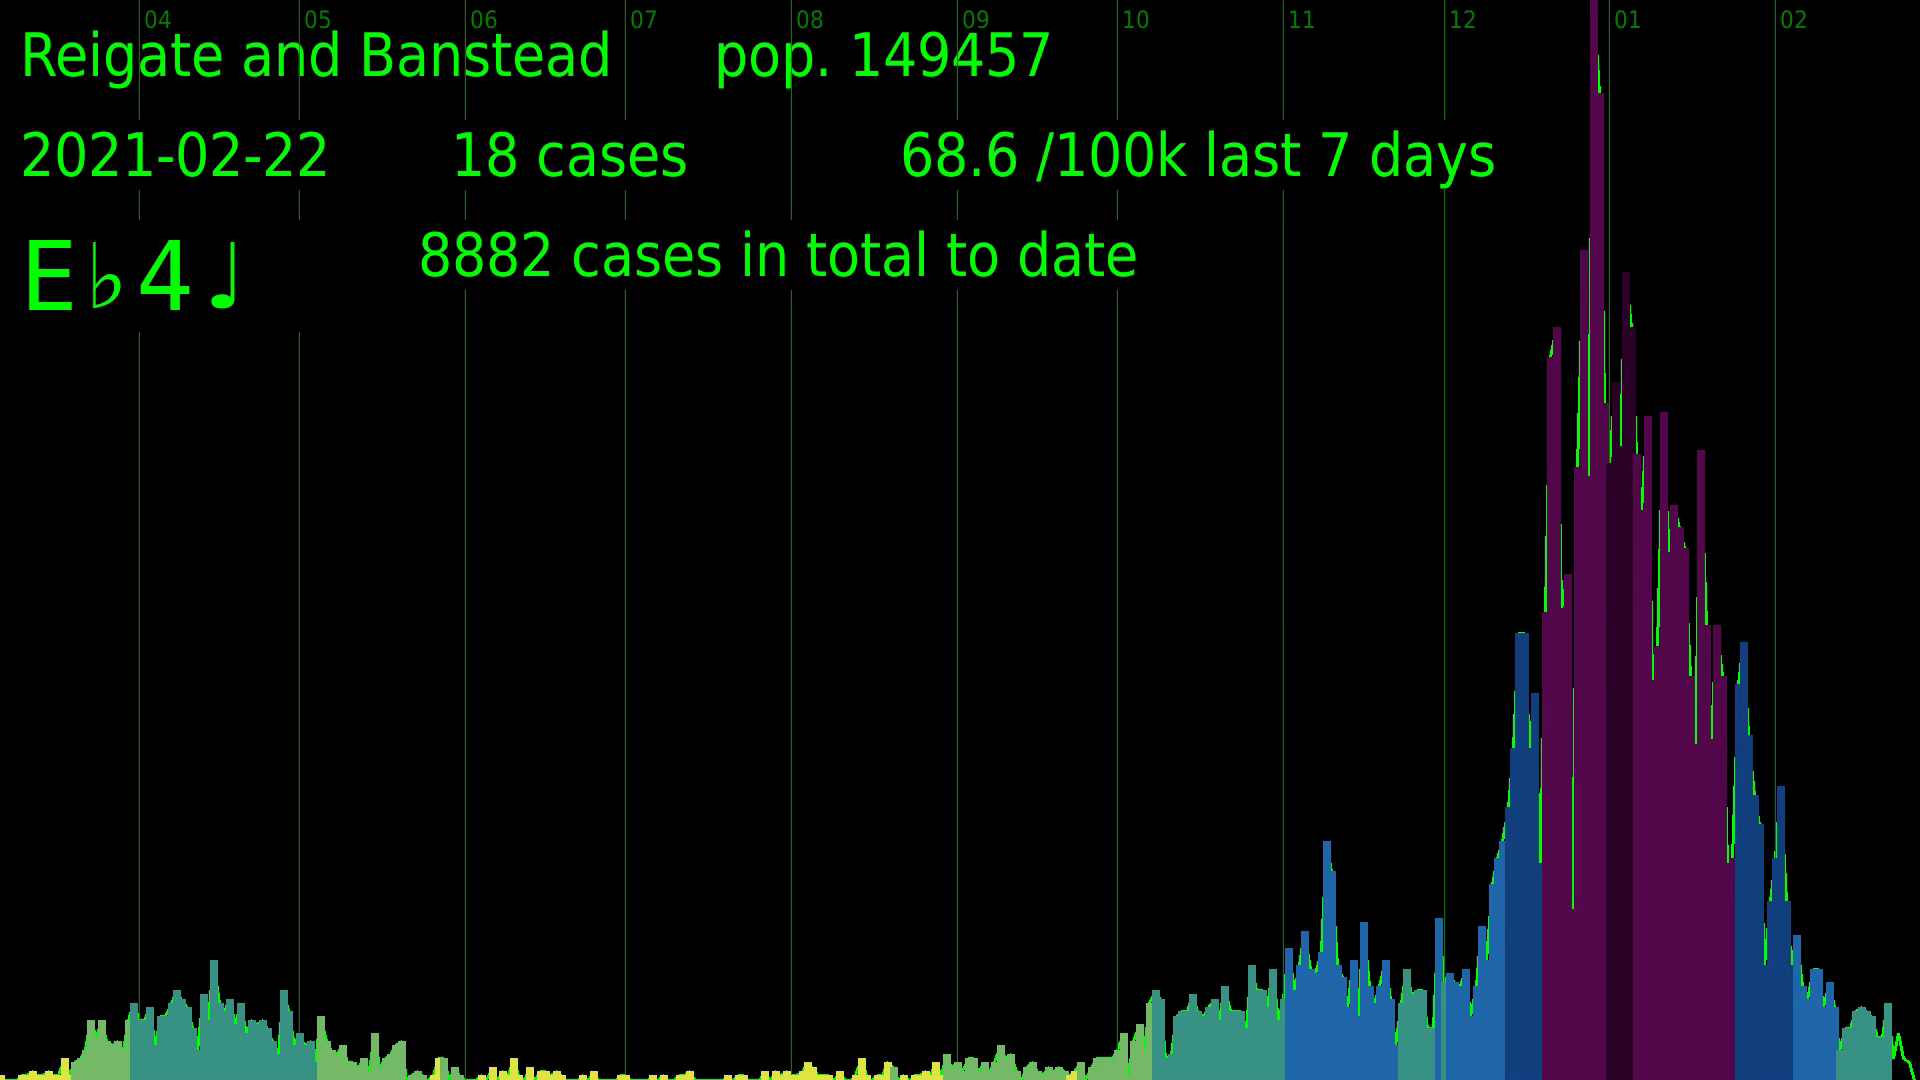 04 05 06 07 08 09 10 11 12 01 02
Reigate and Banstead pop. 149457
2021-02-22 18 cases 68.6 /100k last 7 days
E♭4♩ 8882 cases in total to date